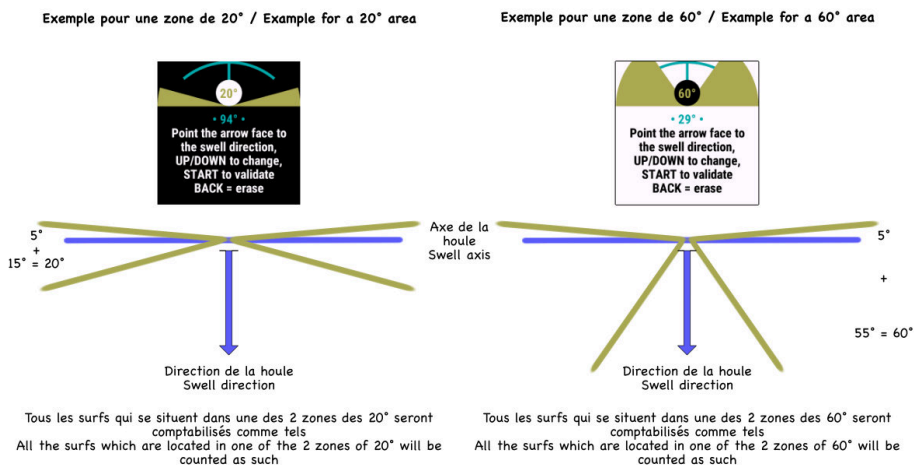 Exemple pour une zone de 20° / Example for a 20° area
20°
• 94° •
Point the arrow face to
the swell direction,
UP/DOWN to change,
START to validate
BACK = erase
5°
+
15° = 20°
Direction de la houle
Swell direction
Tous les surfs qui se situent dans une des 2 zones des 20° seront
comptabilisés comme tels
All the surfs which are located in one of the 2 zones of 20° will be
counted as such
Axe de la
houle
Swell axis
Exemple pour une zone de 60° / Example for a 60° area
60°
• 29° •
Point the arrow face to
the swell direction,
UP/DOWN to change,
START to validate
BACK = erase
5°
+
55° = 60°
Direction de la houle
Swell direction
Tous les surfs qui se situent dans une des 2 zones des 60° seront
comptabilisés comme tels
All the surfs which are located in one of the 2 zones of 60° will be
counted as such